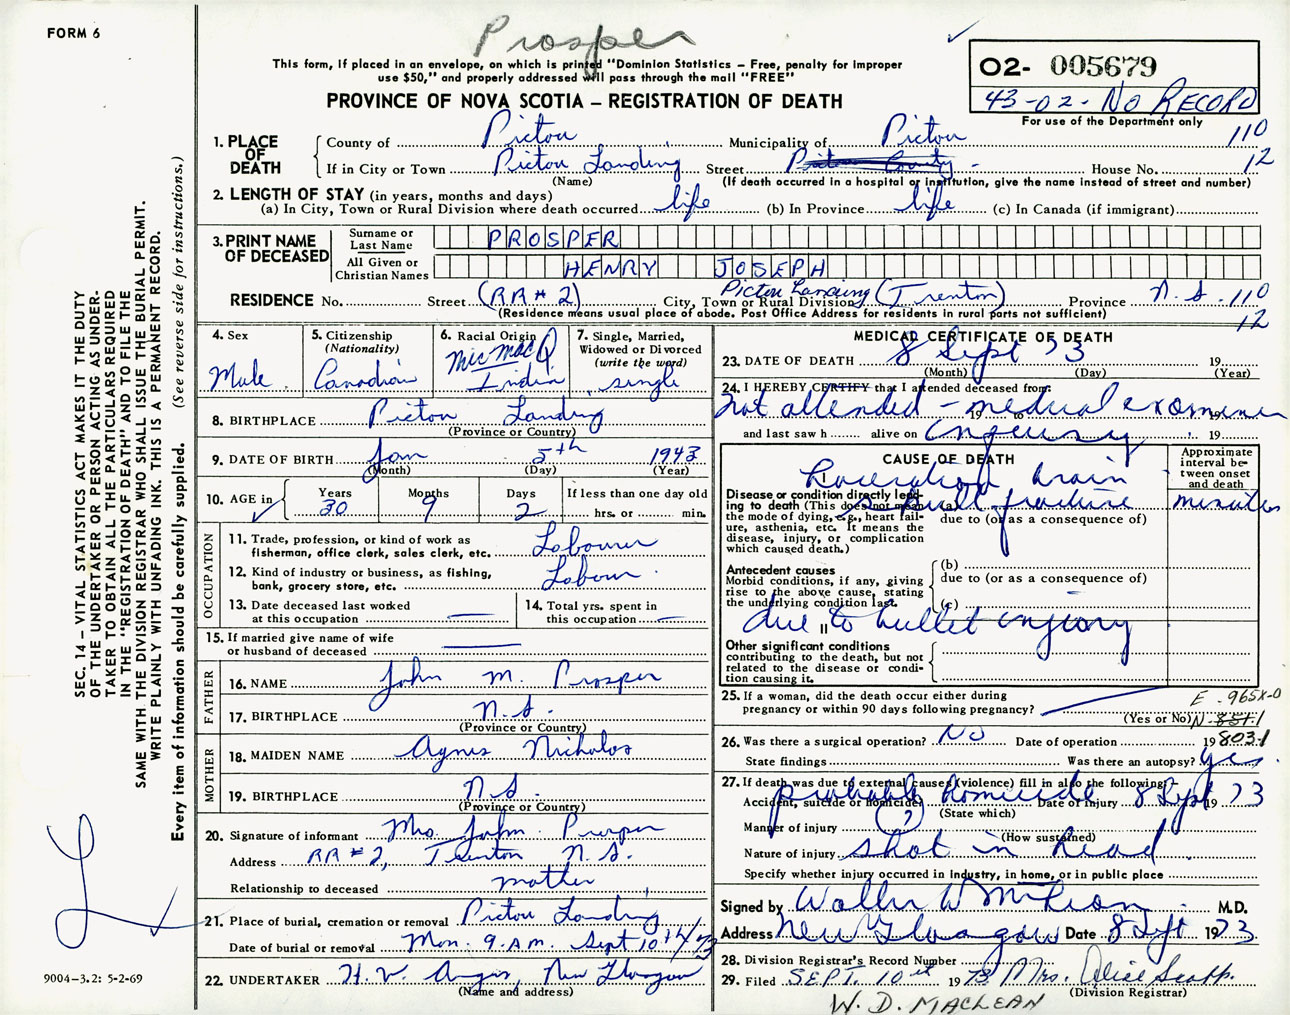 FORM 6
Prosper
This form, if placed in an envelope, on which is printed "Dominion Statistics – Free, penalty for improper
use $50," and properly addressed will pass through the mail "FREE"
PROVINCE OF NOVA SCOTIA – REGISTRATION OF DEATH
O2- 005679
43-02-NO RECORD
For use of the Department only
1. PLACE OF DEATH
County of Pictou Municipality of Pictou 110
If in City or Town Pictou Landing Street Pictou County House No. 12
(Name) (If death occurred in a hospital or institution, give the name instead of street and number)
2. LENGTH OF STAY (in years, months and days)
(a) In City, Town or Rural Division where death occurred life (b) In Province life (c) In Canada (if immigrant)
3. PRINT NAME OF DECEASED
Surname or Last Name PROSPER
All Given or Christian Names HENRY JOSEPH
RESIDENCE No. Street (RR#2) City, Town or Rural Division Pictou Landing (Trenton) Province N.S. 110
(Residence means usual place of abode. Post Office Address for residents in rural parts not sufficient) 12
4. Sex
Male
5. Citizenship
(Nationality)
Canadian
6. Racial Origin
Micmac
Indian
7. Single, Married,
Widowed or Divorced
(write the word)
single
8. BIRTHPLACE Pictou Landing
(Province or Country)
9. DATE OF BIRTH Jan 5th 1943
(Month) (Day) (Year)
10. AGE in Years Months Days If less than one day old
30 9 2 hrs. or min.
OCCUPATION
11. Trade, profession, or kind of work as
fisherman, office clerk, sales clerk, etc. Labourer
12. Kind of industry or business, as fishing,
bank, grocery store, etc. Labour
13. Date deceased last worked
at this occupation
14. Total yrs. spent in
this occupation
15. If married give name of wife
or husband of deceased
FATHER
16. NAME John M. Prosper
17. BIRTHPLACE N.S.
(Province or Country)
MOTHER
18. MAIDEN NAME Agnes Nicholas
19. BIRTHPLACE N.S.
(Province or Country)
20. Signature of informant Mrs. John Prosper
Address RR #2, Trenton N.S.
Relationship to deceased mother
21. Place of burial, cremation or removal Pictou Landing
Date of burial or removal Mon. 9. A.M. Sept 10th/73
22. UNDERTAKER H. W. Angus, New Glasgow
(Name and address)
MEDICAL CERTIFICATE OF DEATH
23. DATE OF DEATH 8 Sept 73 19
(Month) (Day) (Year)
24. I HEREBY CERTIFY that I attended deceased from:
not attended – medical examiner
19 to 19
and last saw h alive on 19
CAUSE OF DEATH
Approximate
interval be-
tween onset
and death
Laceration of brain
Disease or condition directly lead-
ing to death (This does not mean
the mode of dying, e.g., heart fail-
ure, asthenia, etc. It means the
disease, injury, or complication
which caused death.)
(a) skull fracture minutes
due to (or as a consequence of)
Antecedent causes
Morbid conditions, if any, giving
rise to the above cause, stating
the underlying condition last.
(b)
due to (or as a consequence of)
(c)
due to bullet injury
II
Other significant conditions
contributing to the death, but not
related to the disease or condi-
tion causing it.
25. If a woman, did the death occur either during
pregnancy or within 90 days following pregnancy?
(Yes or No)
E-965X-0
N-851.1
26. Was there a surgical operation? No Date of operation 19
8031
State findings Was there an autopsy? yes
27. If death was due to external causes (violence) fill in also the following:
Accident, suicide or homicide probable homicide Date of injury 8 Sept 19 73
(?) (State which)
Manner of injury
(How sustained)
Nature of injury shot in head
Specify whether injury occurred in industry, in home, or in public place
Signed by M.D.
Address New Glasgow Date 8 Sept 19 73
28. Division Registrar's Record Number
29. Filed SEPT. 10th 1973 Mrs. Alice Scott
(Division Registrar)
W. D. MACLEAN
SEC. 14 – VITAL STATISTICS ACT MAKES IT THE DUTY
OF THE UNDERTAKER OR PERSON ACTING AS UNDER-
TAKER TO OBTAIN ALL THE PARTICULARS REQUIRED
IN THE "REGISTRATION OF DEATH" AND TO FILE THE
SAME WITH THE DIVISION REGISTRAR WHO SHALL ISSUE THE BURIAL PERMIT.
WRITE PLAINLY WITH UNFADING INK. THIS IS A PERMANENT RECORD.
Every item of information should be carefully supplied. (See reverse side for instructions.)
9004-3.2: 5-2-69